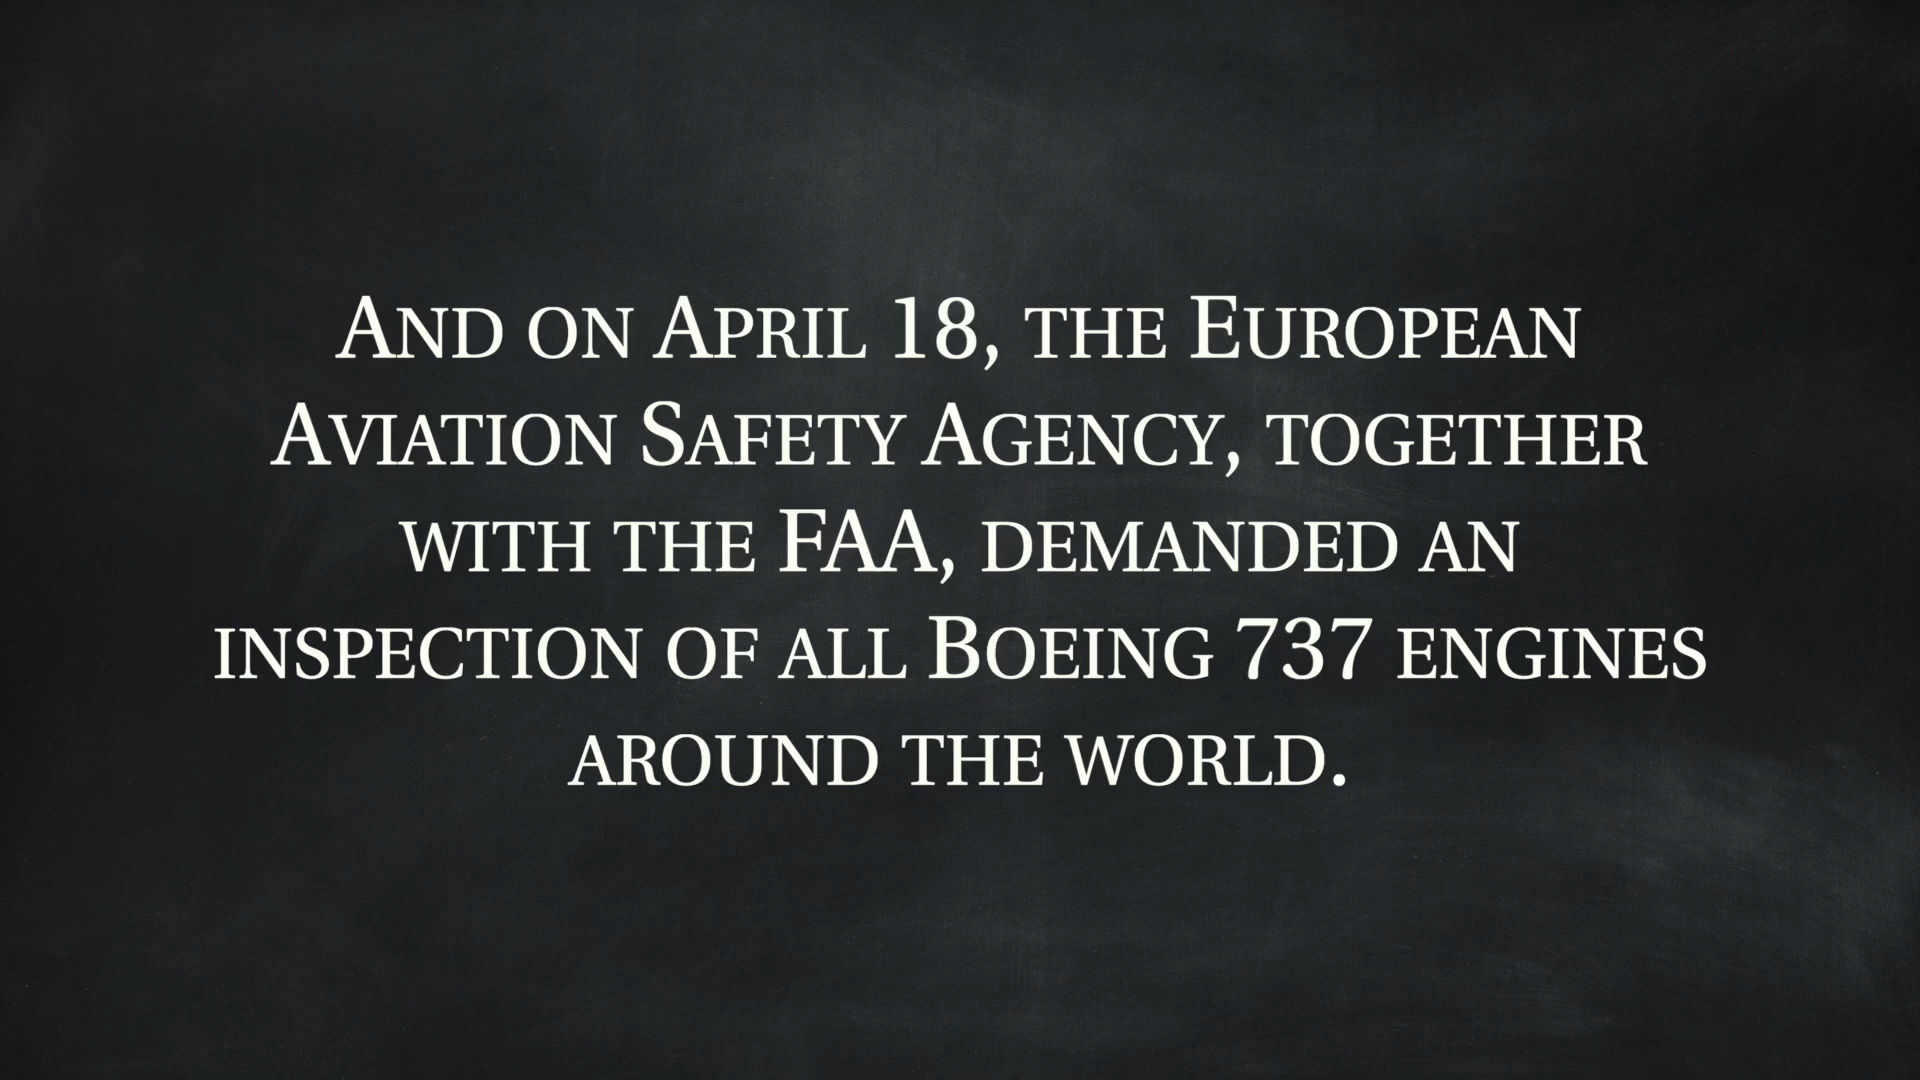 And on April 18, the European
Aviation Safety Agency, together
with the FAA, demanded an
inspection of all Boeing 737 engines
around the world.